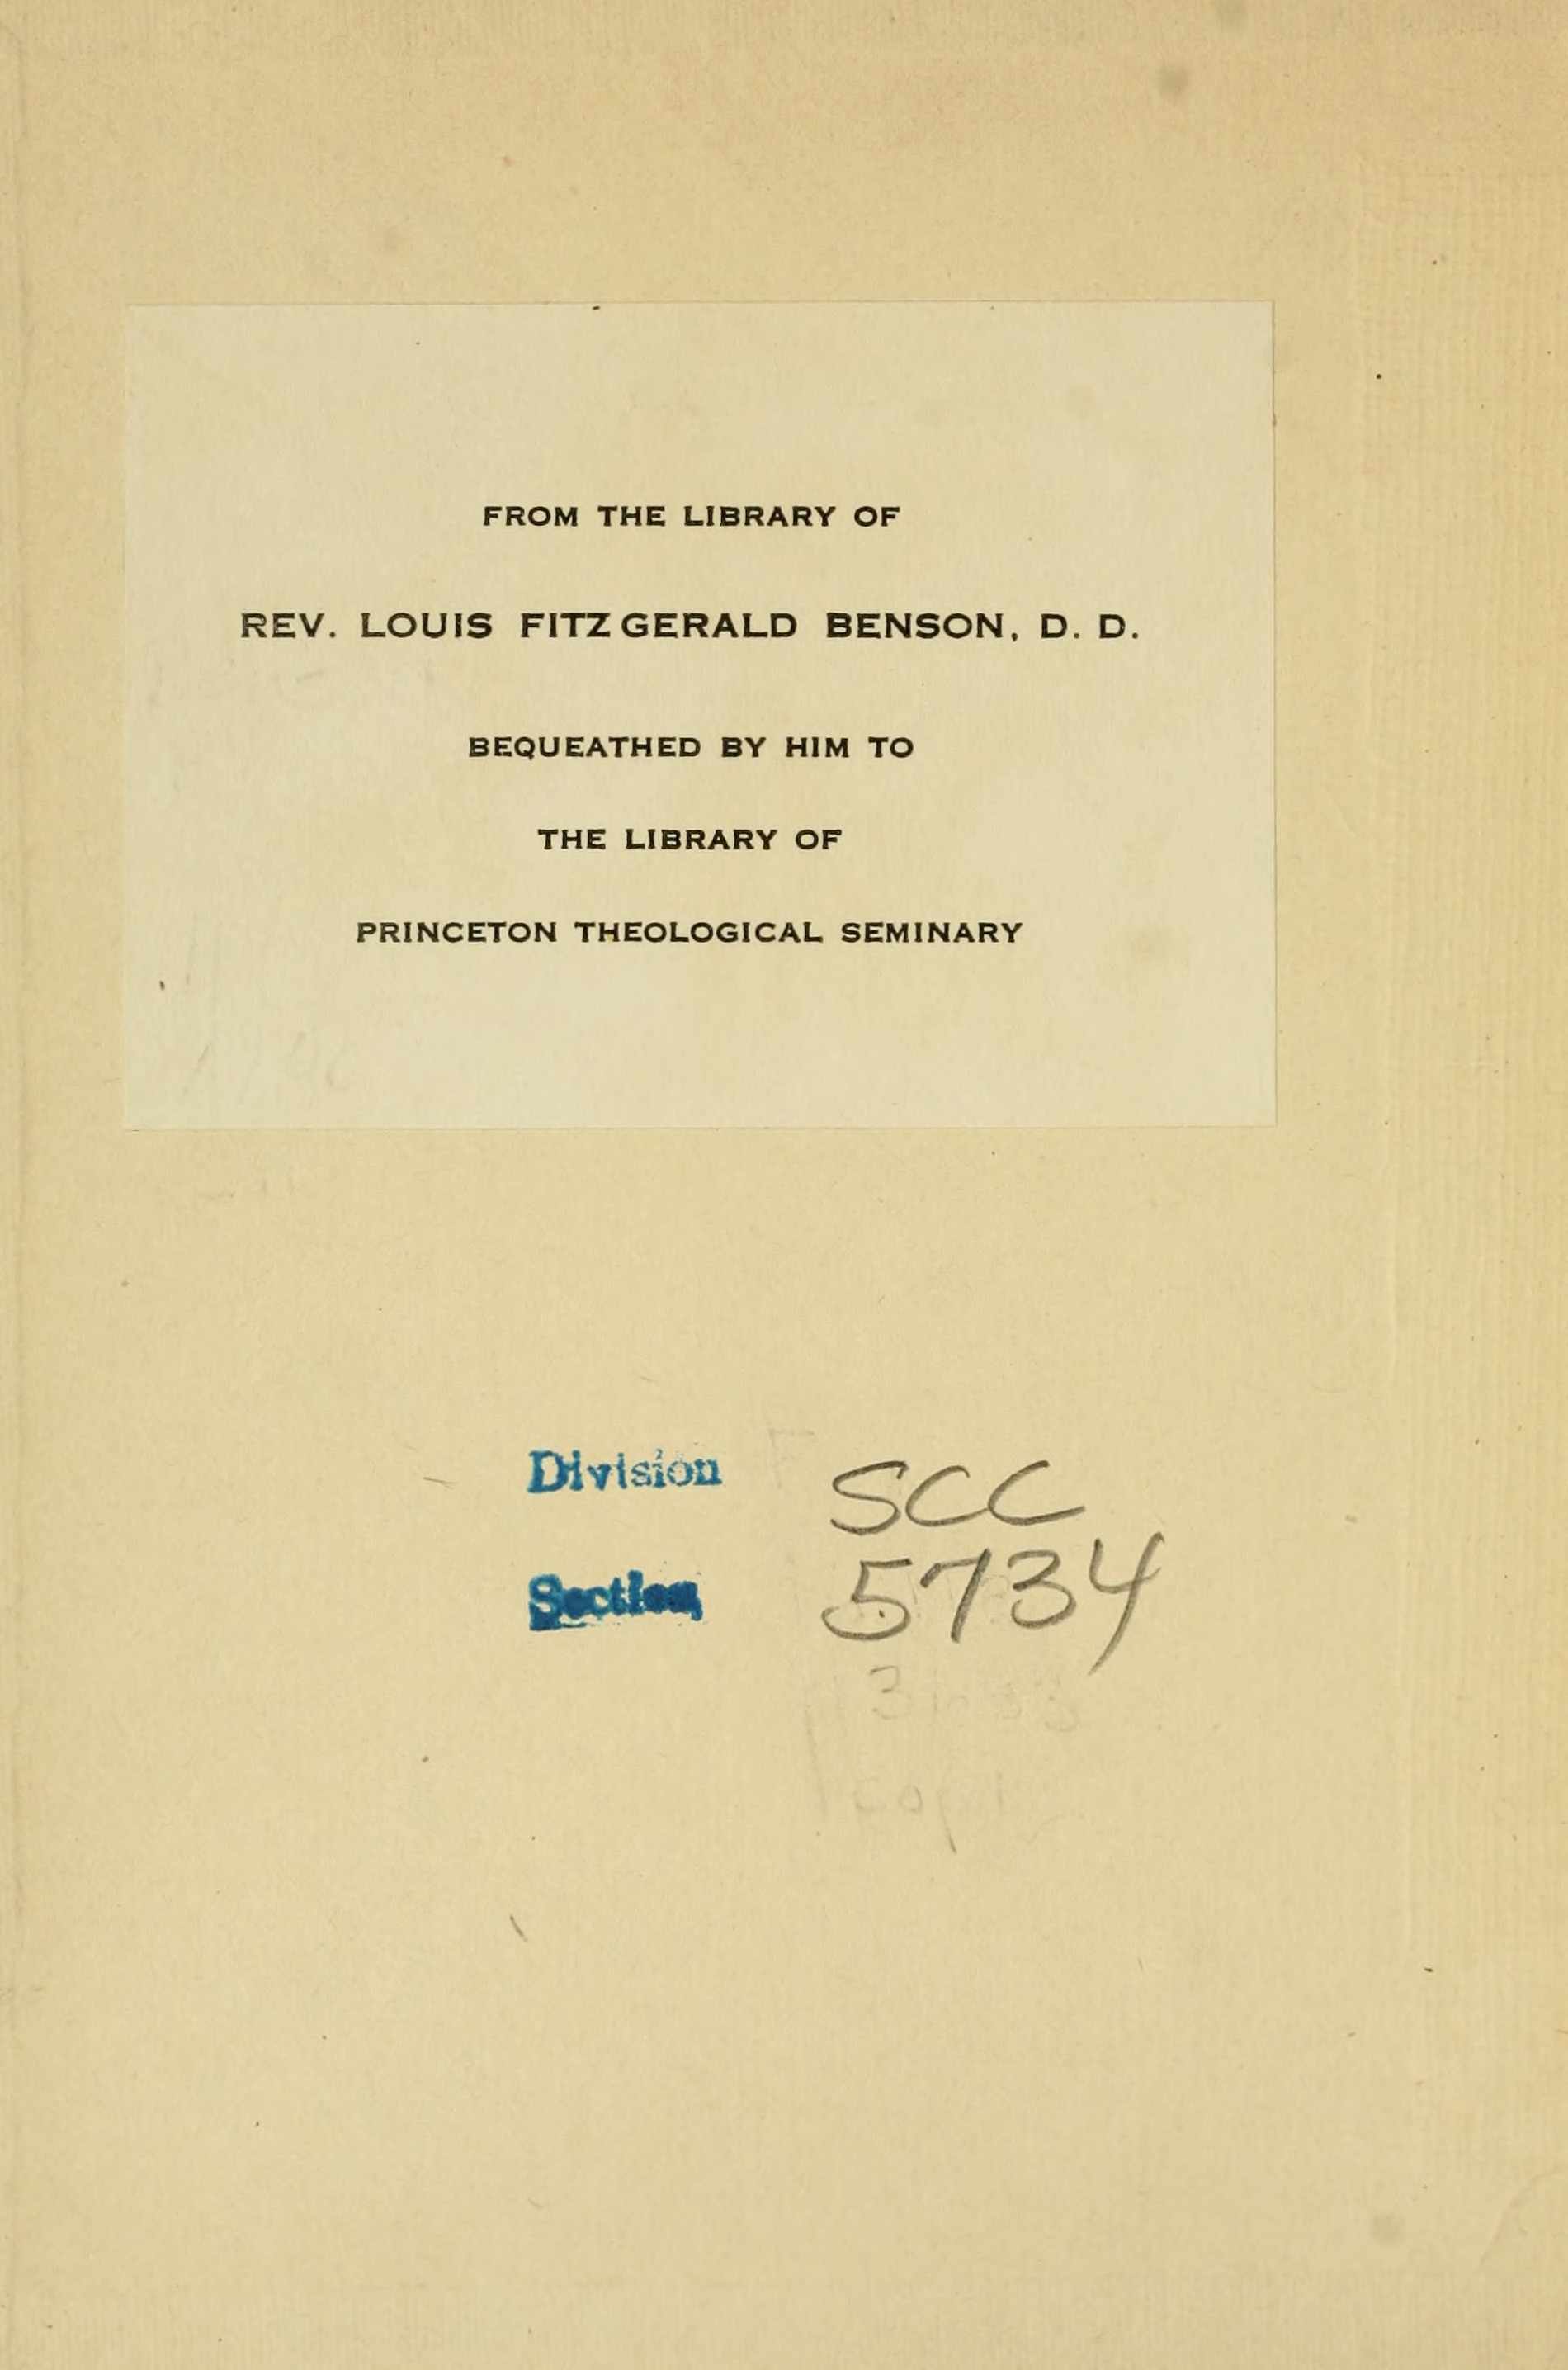 FROM THE LIBRARY OF
REV. LOUIS FITZGERALD BENSON, D. D.
BEQUEATHED BY HIM TO
THE LIBRARY OF
PRINCETON THEOLOGICAL SEMINARY
Division SCC
Section 5734